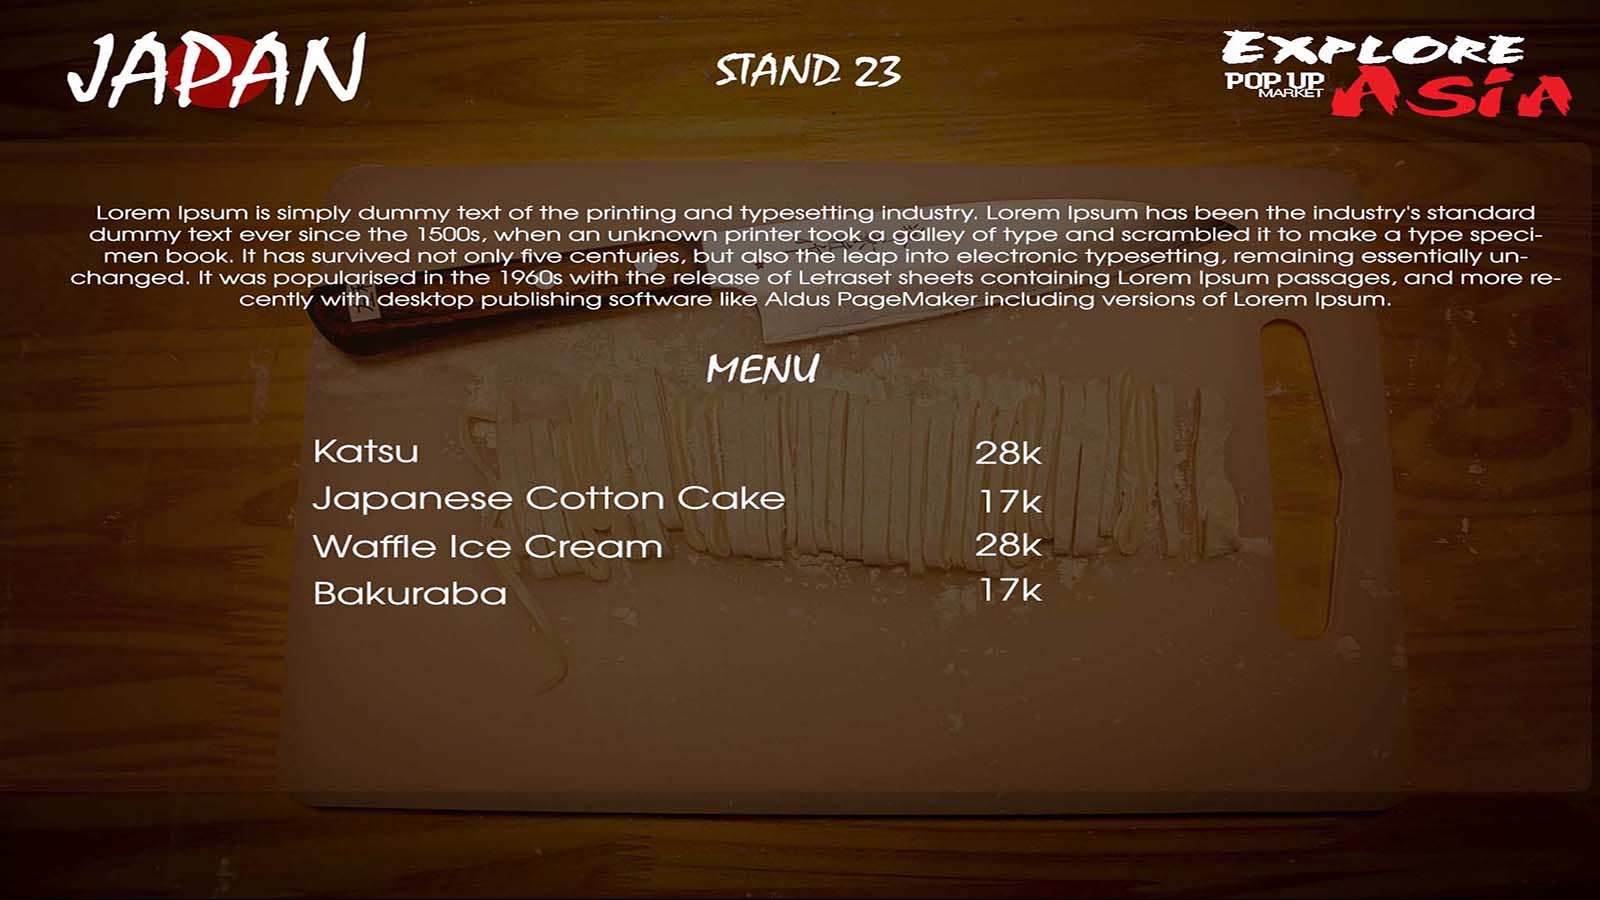 JAPAN
STAND 23
EXPLORE
POP UP
MARKET
ASIA
Lorem Ipsum is simply dummy text of the printing and typesetting industry. Lorem Ipsum has been the industry's standard
dummy text ever since the 1500s, when an unknown printer took a galley of type and scrambled it to make a type speci-
men book. It has survived not only five centuries, but also the leap into electronic typesetting, remaining essentially un-
changed. It was popularised in the 1960s with the release of Letraset sheets containing Lorem Ipsum passages, and more re-
cently with desktop publishing software like Aldus PageMaker including versions of Lorem Ipsum.
MENU
Katsu 28k
Japanese Cotton Cake 17k
Waffle Ice Cream 28k
Bakuraba 17k